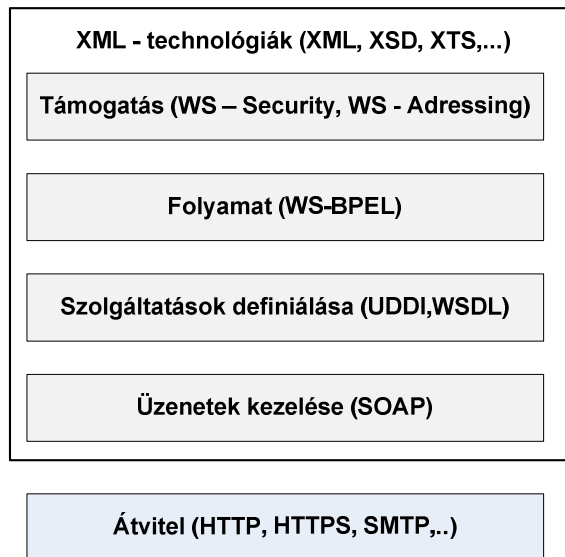 XML - technológiák (XML, XSD, XTS,...)
Támogatás (WS – Security, WS - Adressing)
Folyamat (WS-BPEL)
Szolgáltatások definiálása (UDDI,WSDL)
Üzenetek kezelése (SOAP)
Átvitel (HTTP, HTTPS, SMTP,..)